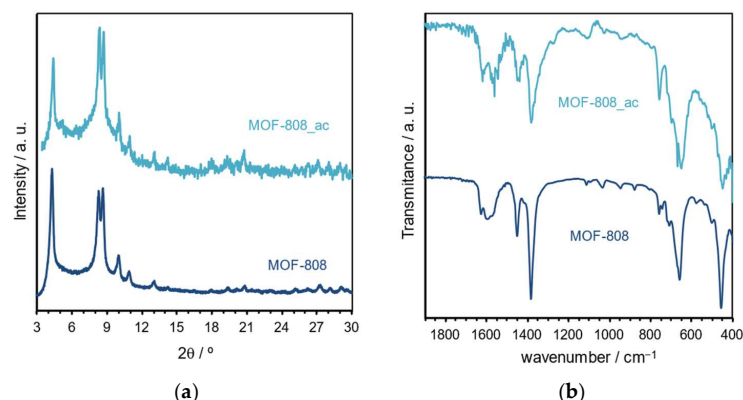 Intensity / a. u.
MOF-808_ac
MOF-808
3 6 9 12 15 18 21 24 27 30
2θ / º
(a)
Transmitance / a. u.
MOF-808_ac
MOF-808
1800 1600 1400 1200 1000 800 600 400
wavenumber / cm⁻¹
(b)